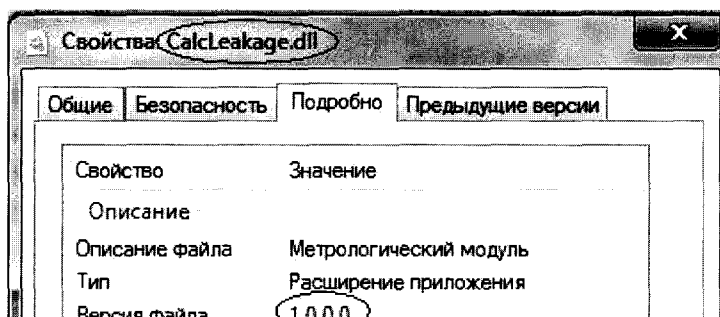 Свойства: CalcLeakage.dll
Общие Безопасность Подробно Предыдущие версии
Свойство Значение
Описание
Описание файла Метрологический модуль
Тип Расширение приложения
Версия файла 1.0.0.0